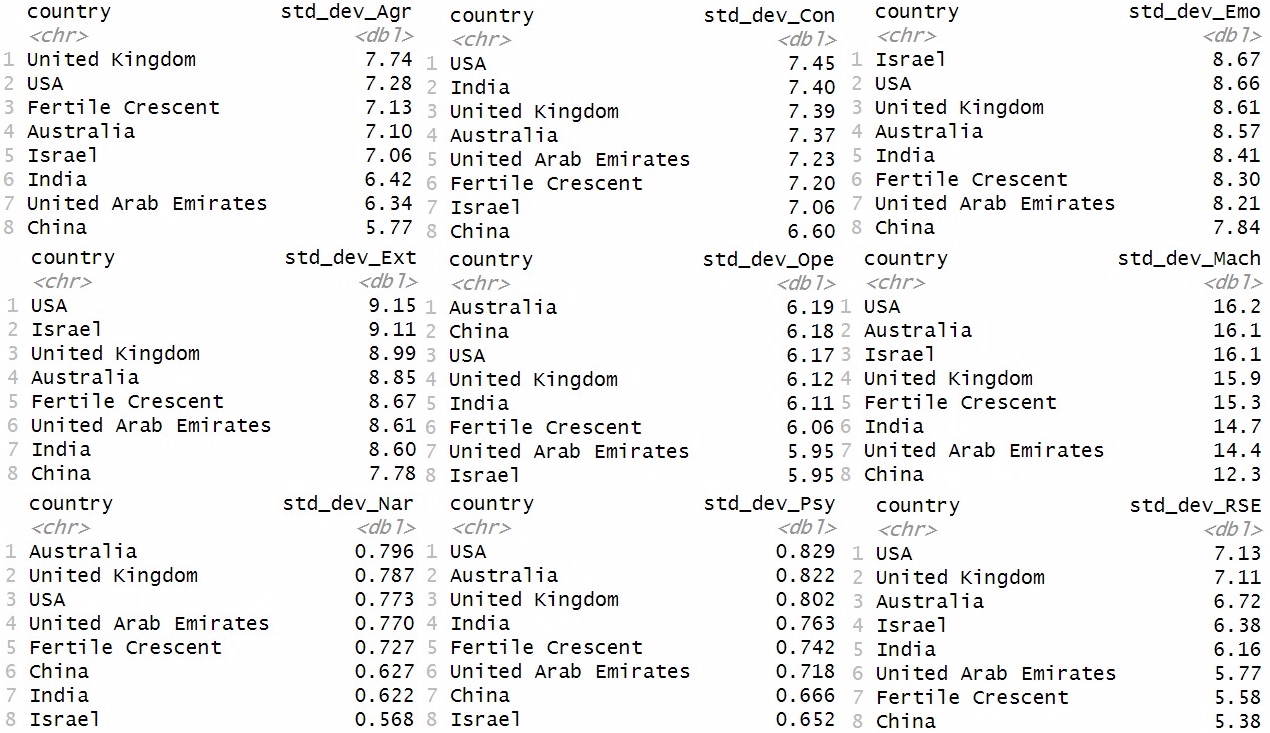 country std_dev_Agr
<chr> <dbl>
1 United Kingdom 7.74
2 USA 7.28
3 Fertile Crescent 7.13
4 Australia 7.10
5 Israel 7.06
6 India 6.42
7 United Arab Emirates 6.34
8 China 5.77
country std_dev_Con
<chr> <dbl>
1 USA 7.45
2 India 7.40
3 United Kingdom 7.39
4 Australia 7.37
5 United Arab Emirates 7.23
6 Fertile Crescent 7.20
7 Israel 7.06
8 China 6.60
country std_dev_Emo
<chr> <dbl>
1 Israel 8.67
2 USA 8.66
3 United Kingdom 8.61
4 Australia 8.57
5 India 8.41
6 Fertile Crescent 8.30
7 United Arab Emirates 8.21
8 China 7.84
country std_dev_Ext
<chr> <dbl>
1 USA 9.15
2 Israel 9.11
3 United Kingdom 8.99
4 Australia 8.85
5 Fertile Crescent 8.67
6 United Arab Emirates 8.61
7 India 8.60
8 China 7.78
country std_dev_Ope
<chr> <dbl>
1 Australia 6.19
2 China 6.18
3 USA 6.17
4 United Kingdom 6.12
5 India 6.11
6 Fertile Crescent 6.06
7 United Arab Emirates 5.95
8 Israel 5.95
country std_dev_Mach
<chr> <dbl>
1 USA 16.2
2 Australia 16.1
3 Israel 16.1
4 United Kingdom 15.9
5 Fertile Crescent 15.3
6 India 14.7
7 United Arab Emirates 14.4
8 China 12.3
country std_dev_Nar
<chr> <dbl>
1 Australia 0.796
2 United Kingdom 0.787
3 USA 0.773
4 United Arab Emirates 0.770
5 Fertile Crescent 0.727
6 China 0.627
7 India 0.622
8 Israel 0.568
country std_dev_Psy
<chr> <dbl>
1 USA 0.829
2 Australia 0.822
3 United Kingdom 0.802
4 India 0.763
5 Fertile Crescent 0.742
6 United Arab Emirates 0.718
7 China 0.666
8 Israel 0.652
country std_dev_RSE
<chr> <dbl>
1 USA 7.13
2 United Kingdom 7.11
3 Australia 6.72
4 Israel 6.38
5 India 6.16
6 United Arab Emirates 5.77
7 Fertile Crescent 5.58
8 China 5.38